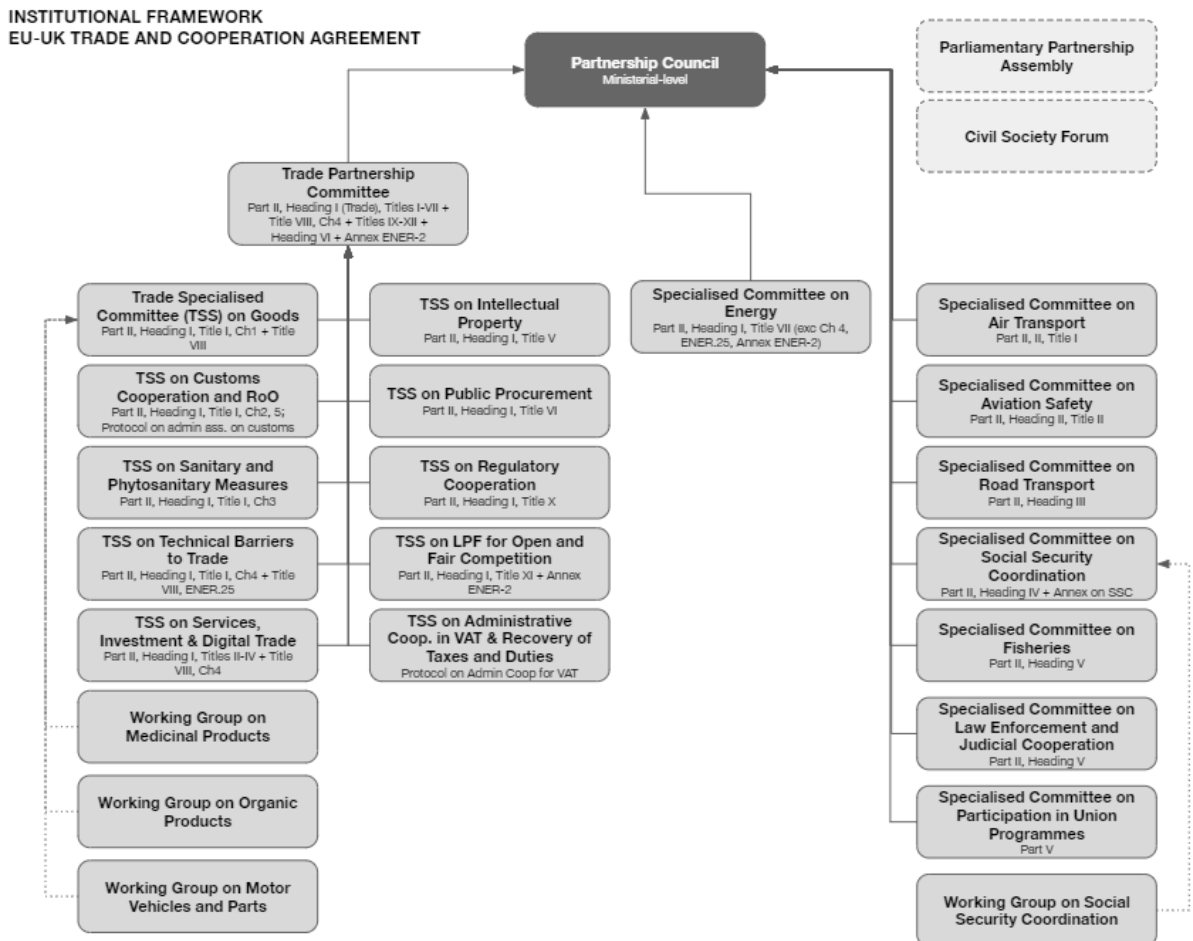 INSTITUTIONAL FRAMEWORK
EU-UK TRADE AND COOPERATION AGREEMENT
Partnership Council
Ministerial-level
Parliamentary Partnership
Assembly
Civil Society Forum
Trade Partnership
Committee
Part II, Heading I (Trade), Titles I-VII +
Title VIII, Ch4 + Titles IX-XII +
Heading VI + Annex ENER-2
Trade Specialised
Committee (TSS) on Goods
Part II, Heading I, Title I, Ch1 + Title
VIII
TSS on Customs
Cooperation and RoO
Part II, Heading I, Title I, Ch2, 5;
Protocol on admin ass. on customs
TSS on Sanitary and
Phytosanitary Measures
Part II, Heading I, Title I, Ch3
TSS on Technical Barriers
to Trade
Part II, Heading I, Title I, Ch4 + Title
VIII, ENER.25
TSS on Services,
Investment & Digital Trade
Part II, Heading I, Titles II-IV + Title
VIII, Ch4
Working Group on
Medicinal Products
Working Group on Organic
Products
Working Group on Motor
Vehicles and Parts
TSS on Intellectual
Property
Part II, Heading I, Title V
TSS on Public Procurement
Part II, Heading I, Title VI
TSS on Regulatory
Cooperation
Part II, Heading I, Title X
TSS on LPF for Open and
Fair Competition
Part II, Heading I, Title XI + Annex
ENER-2
TSS on Administrative
Coop. in VAT & Recovery of
Taxes and Duties
Protocol on Admin Coop for VAT
Specialised Committee on
Energy
Part II, Heading I, Title VII (exc Ch 4,
ENER.25, Annex ENER-2)
Specialised Committee on
Air Transport
Part II, II, Title I
Specialised Committee on
Aviation Safety
Part II, Heading II, Title II
Specialised Committee on
Road Transport
Part II, Heading III
Specialised Committee on
Social Security
Coordination
Part II, Heading IV + Annex on SSC
Specialised Committee on
Fisheries
Part II, Heading V
Specialised Committee on
Law Enforcement and
Judicial Cooperation
Part II, Heading V
Specialised Committee on
Participation in Union
Programmes
Part V
Working Group on Social
Security Coordination